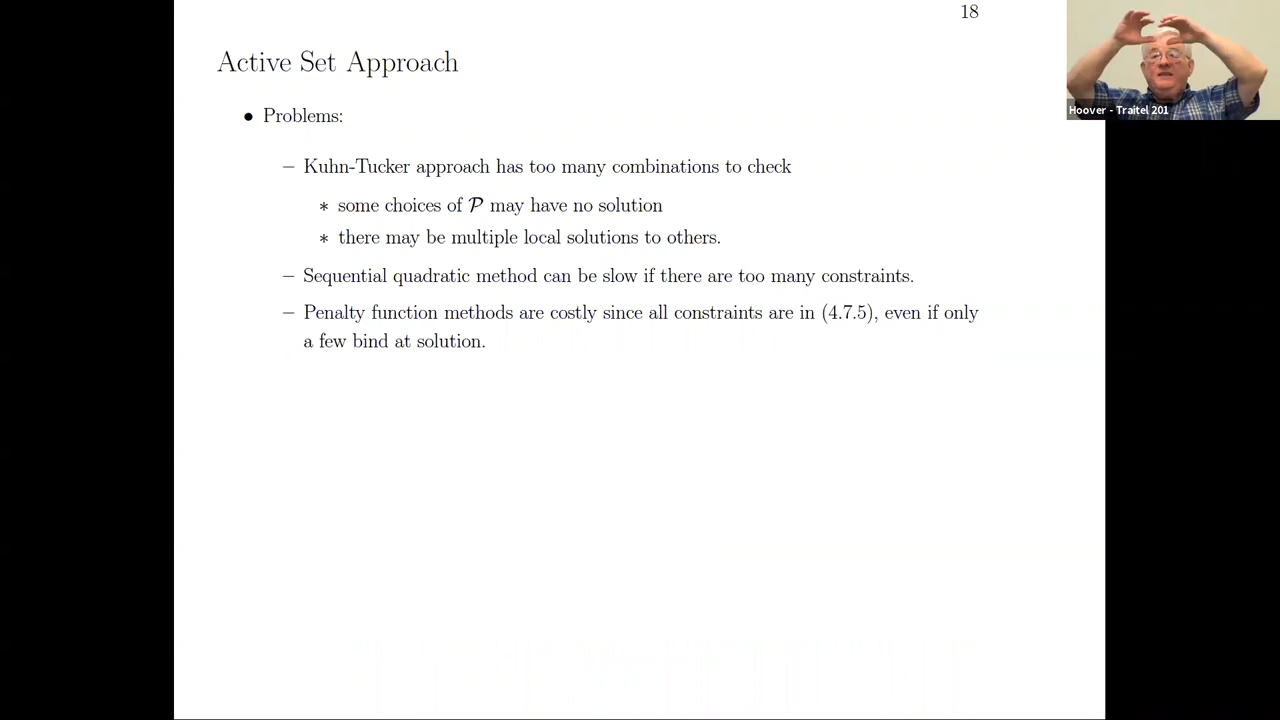 18
Active Set Approach
• Problems:
– Kuhn-Tucker approach has too many combinations to check
∗ some choices of 𝒫 may have no solution
∗ there may be multiple local solutions to others.
– Sequential quadratic method can be slow if there are too many constraints.
– Penalty function methods are costly since all constraints are in (4.7.5), even if only
a few bind at solution.
Hoover - Traitel 201